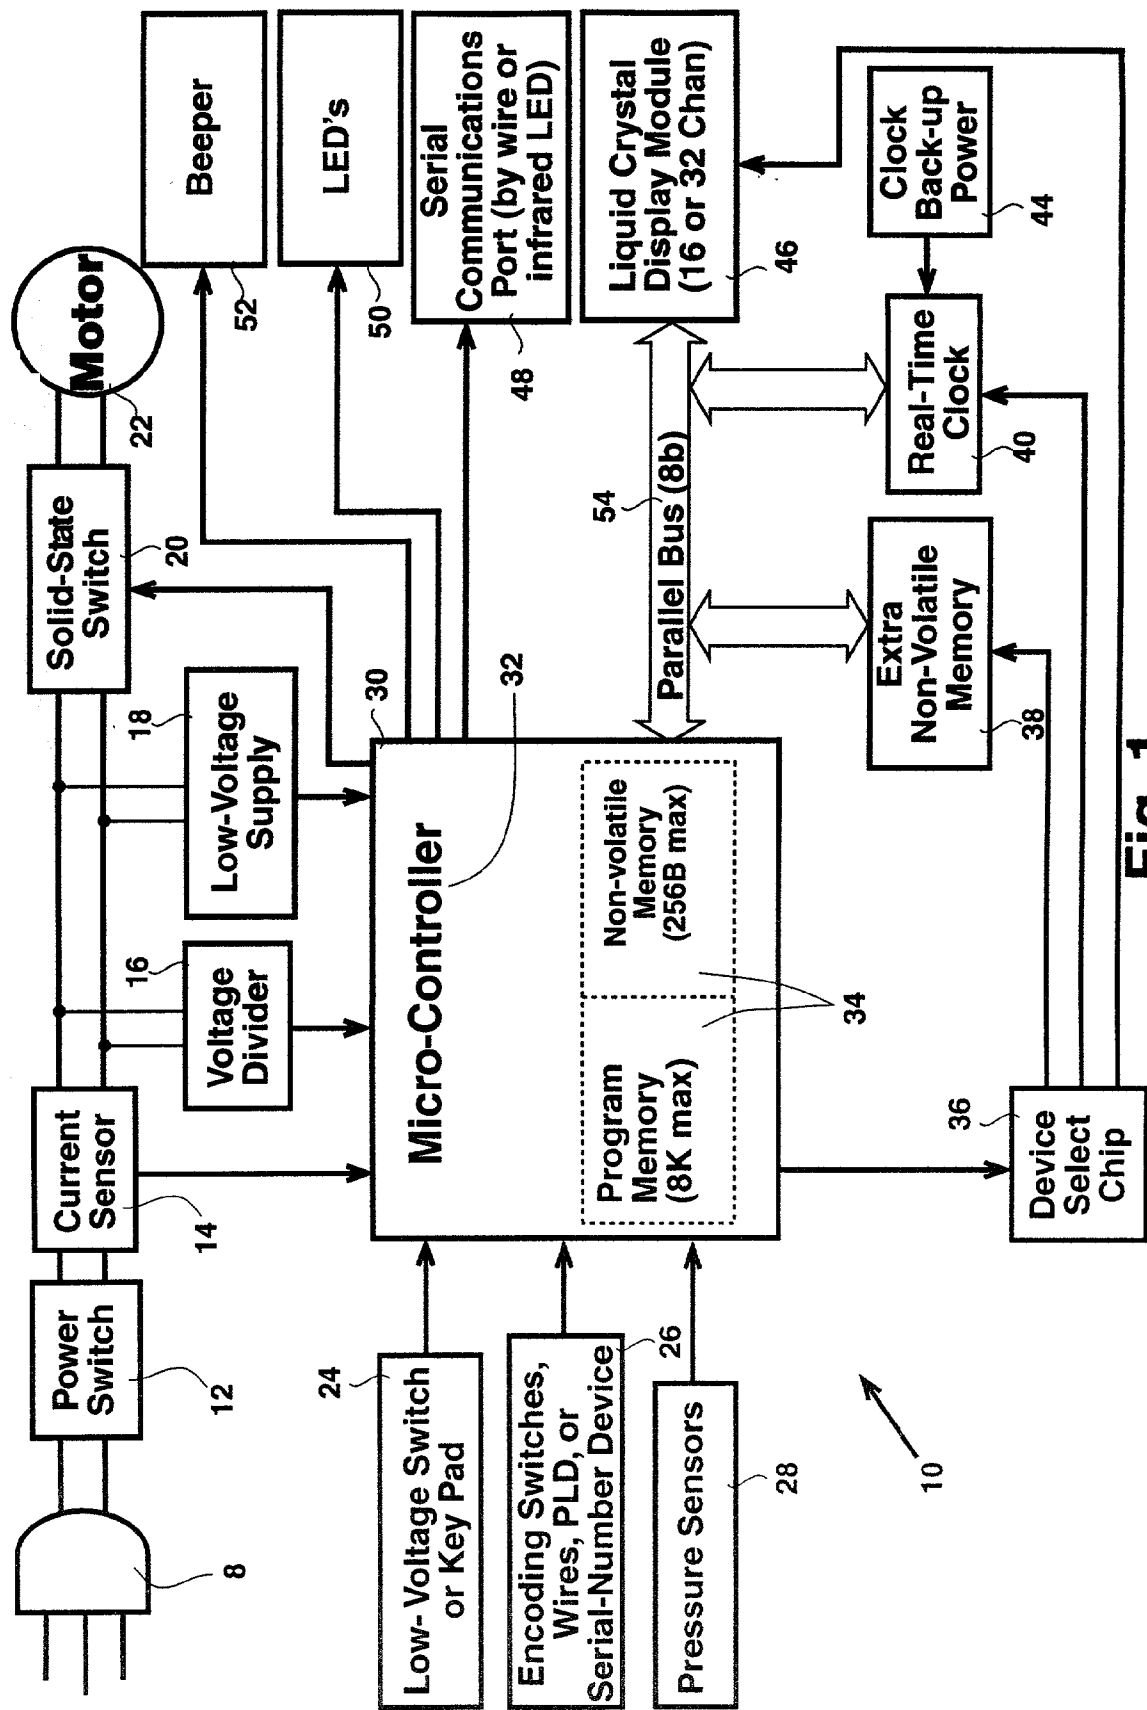 Motor
22
Solid-State
Switch
20
Low-Voltage
Supply
18
Voltage
Divider
16
Current
Sensor
14
Power
Switch
12
8
Beeper
52
LED's
50
Serial
Communications
Port (by wire or
infrared LED)
48
Liquid Crystal
Display Module
(16 or 32 Chan)
46
Clock
Back-up
Power
44
Real-Time
Clock
40
Extra
Non-Volatile
Memory
38
54
Parallel Bus (8b)
30
32
Micro-Controller
Non-volatile
Memory
(256B max)
Program
Memory
(8K max)
34
Low-Voltage Switch
or Key Pad
24
Encoding Switches,
Wires, PLD, or
Serial-Number Device
26
Pressure Sensors
28
Device
Select
Chip
36
10
Fig. 1